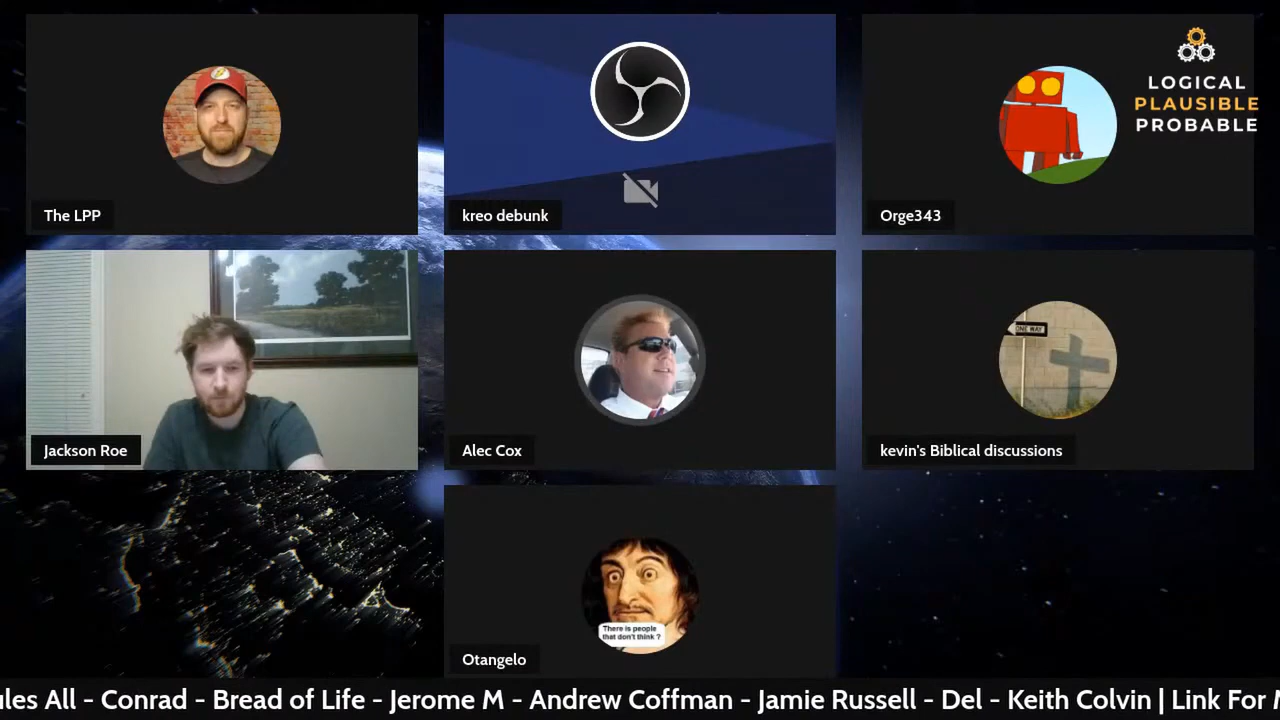 LOGICAL
PLAUSIBLE
PROBABLE
The LPP
kreo debunk
Orge343
ONE WAY
Jackson Roe
Alec Cox
kevin's Biblical discussions
There is people
that don't think ?
Otangelo
ules All - Conrad - Bread of Life - Jerome M - Andrew Coffman - Jamie Russell - Del - Keith Colvin | Link For